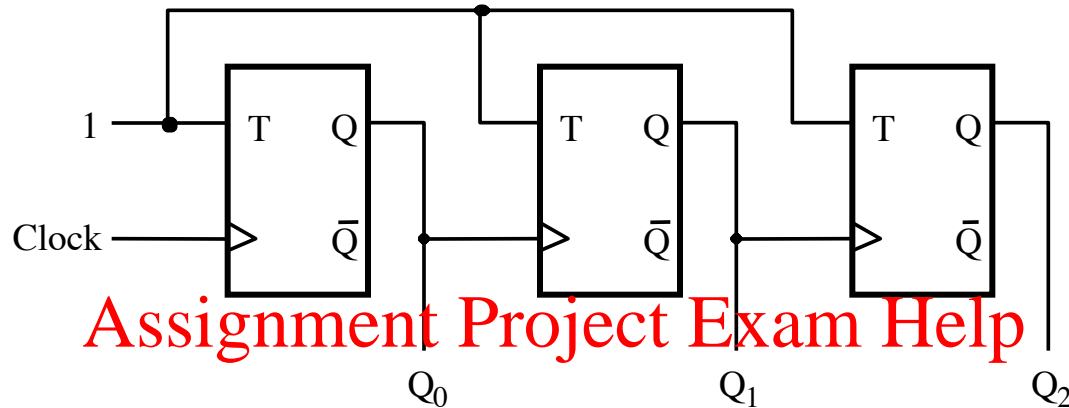 1 T Q T Q T Q
Clock Q̅ Q̅ Q̅
Assignment Project Exam Help
Q0 Q1 Q2